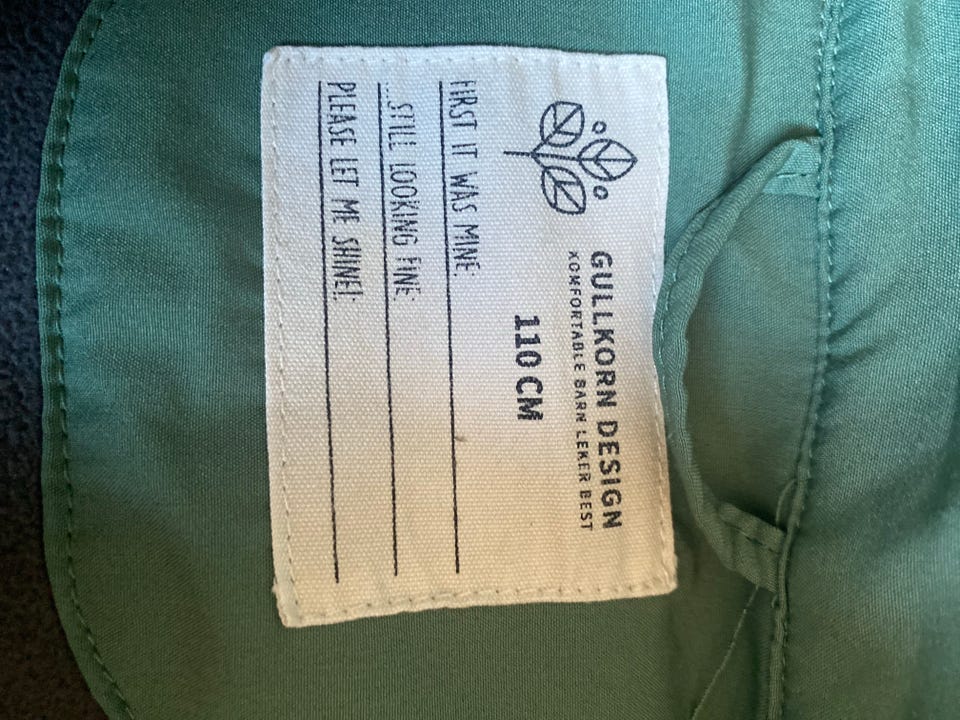 GULLKORN DESIGN
KOMFORTABLE BARN LEKER BEST
110 CM
FIRST IT WAS MINE:
...STILL LOOKING FINE:
PLEASE LET ME SHINE!: